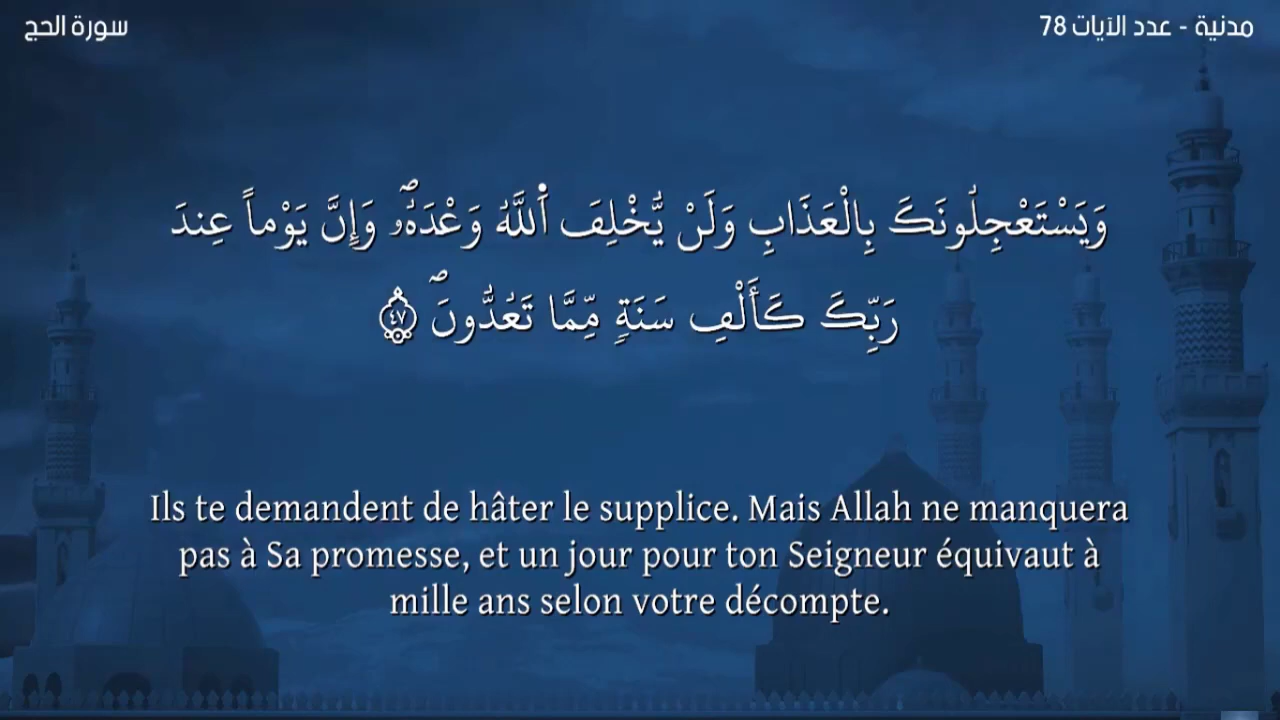 سورة الحج
مدنية - عدد الآيات 78
وَيَسْتَعْجِلُونَكَ بِالْعَذَابِ وَلَنْ يُّخْلِفَ اَ۬للَّهُ وَعْدَهُۥۖ وَإِنَّ يَوْماً عِندَ
رَبِّكَ كَأَلْفِ سَنَةٖ مِّمَّا تَعُدُّونَۖ ٤٧
Ils te demandent de hâter le supplice. Mais Allah ne manquera
pas à Sa promesse, et un jour pour ton Seigneur équivaut à
mille ans selon votre décompte.